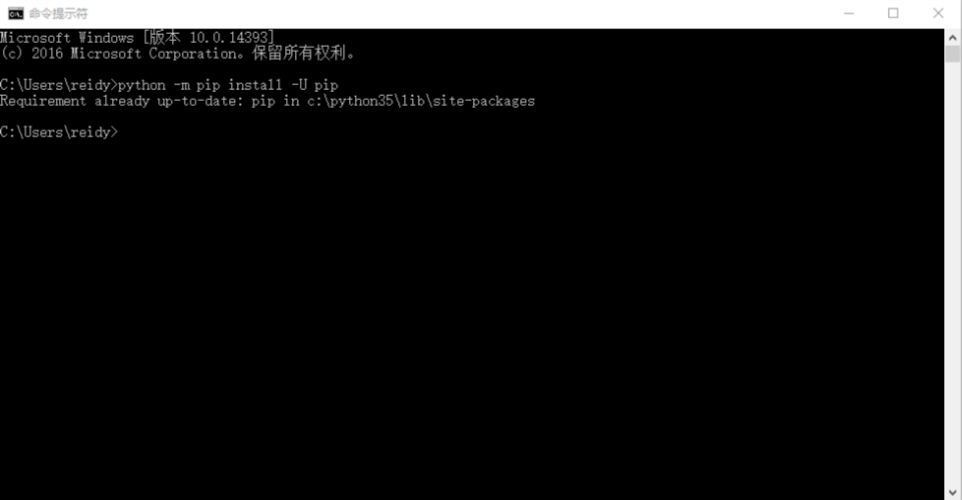 命令提示符
Microsoft Windows [版本 10.0.14393]
(c) 2016 Microsoft Corporation。保留所有权利。
C:\Users\reidy>python -m pip install -U pip
Requirement already up-to-date: pip in c:\python35\lib\site-packages
C:\Users\reidy>